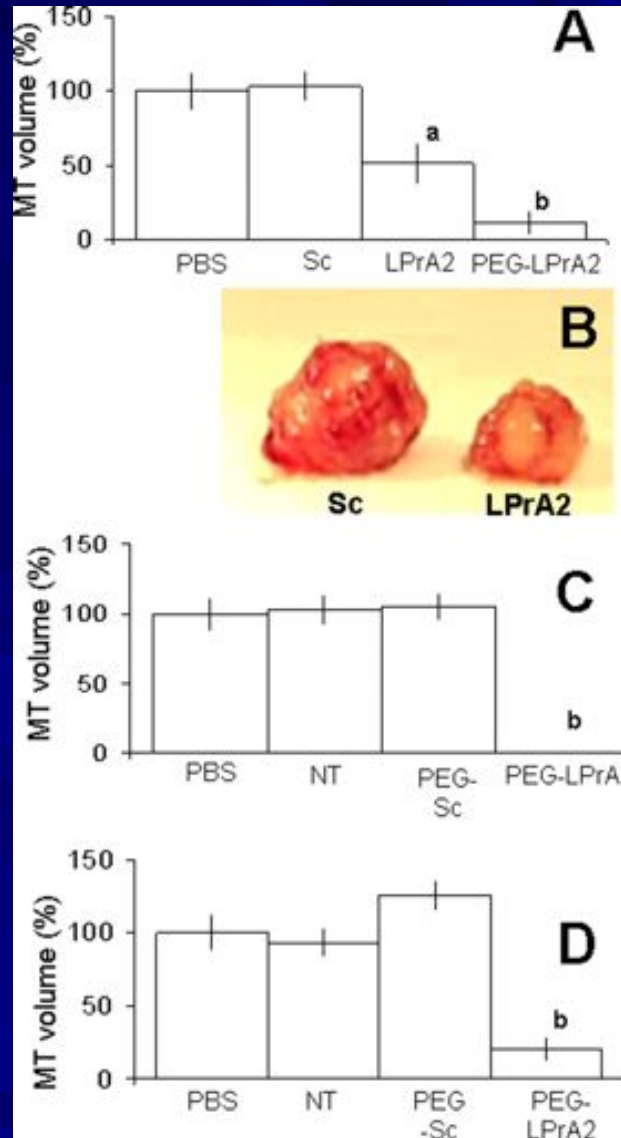 A
MT volume (%)
150
100
50
0
a
b
PBS Sc LPrA2 PEG-LPrA2
B
Sc LPrA2
C
MT volume (%)
150
100
50
0
b
PBS NT PEG- PEG-LPrA
Sc
D
MT volume (%)
150
100
50
0
b
PBS NT PEG PEG-
-Sc LPrA2